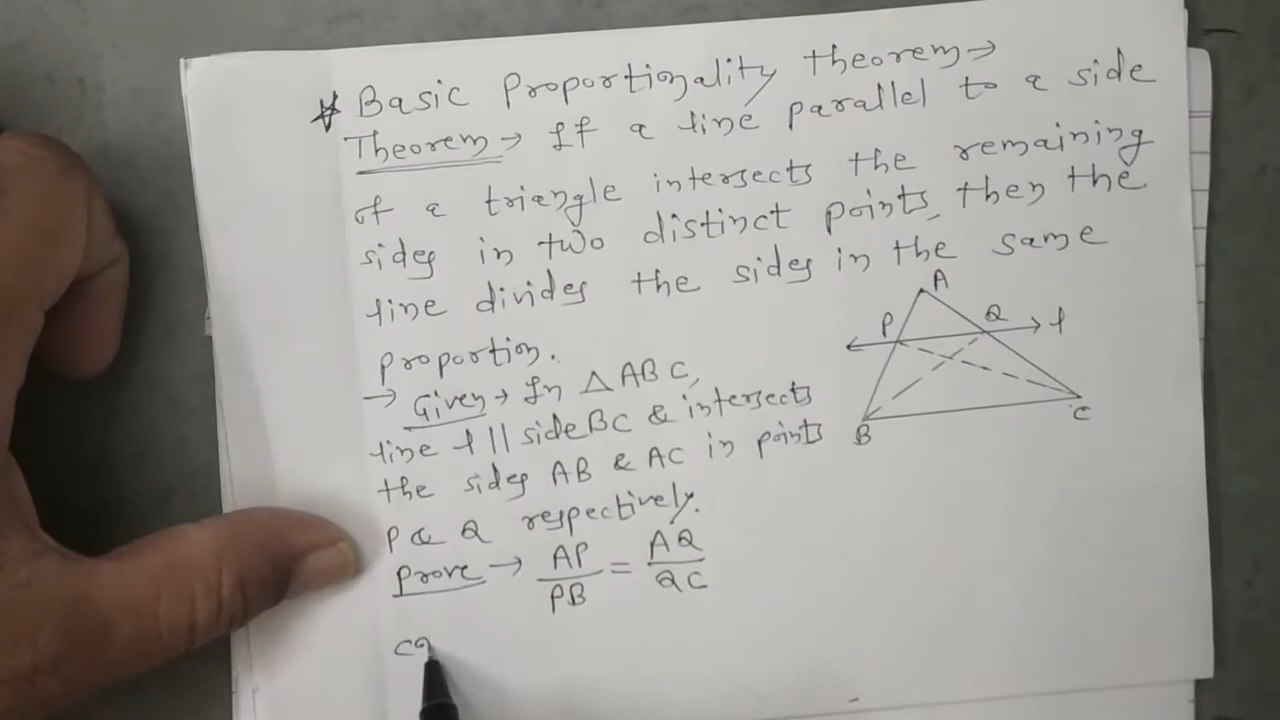 * Basic Proportionality theorem→
Theorem→ If a line parallel to a side
of a triangle intersects the remaining
sides in two distinct points, then the
line divides the sides in the same
proportion.
→ Given→ In △ABC,
line l || side BC & intersects
the sides AB & AC in points
P & Q respectively.
Prove → AP/PB = AQ/QC
A
P
Q
l
B
C